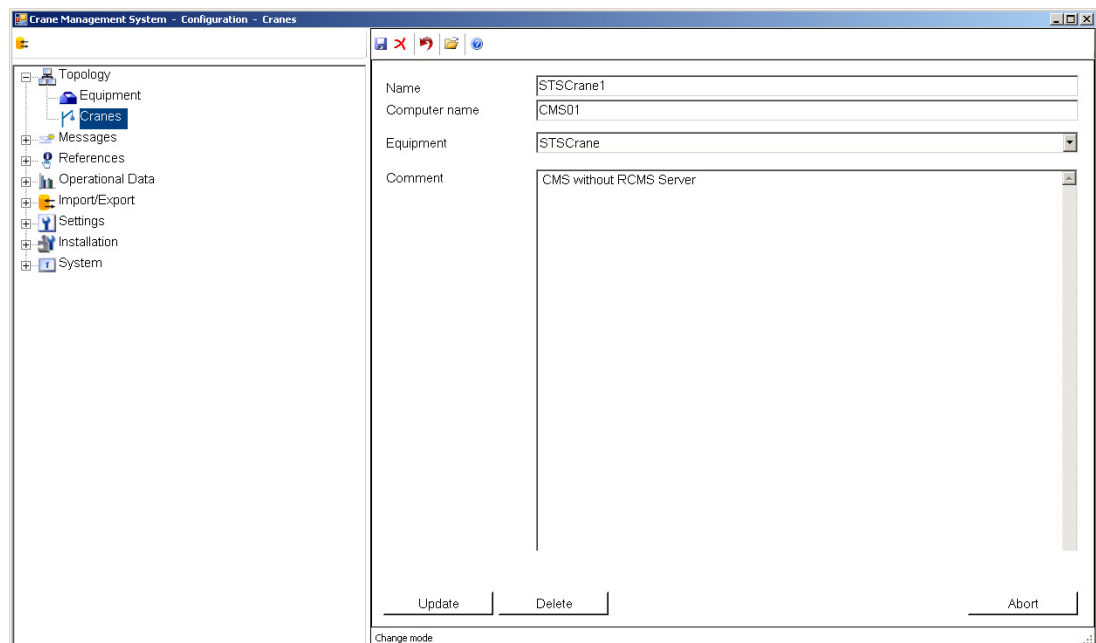 Crane Management System - Configuration - Cranes
Topology
Equipment
Cranes
Messages
References
Operational Data
Import/Export
Settings
Installation
System
Name
STSCrane1
Computer name
CMS01
Equipment
STSCrane
Comment
CMS without RCMS Server
Update
Delete
Abort
Change mode